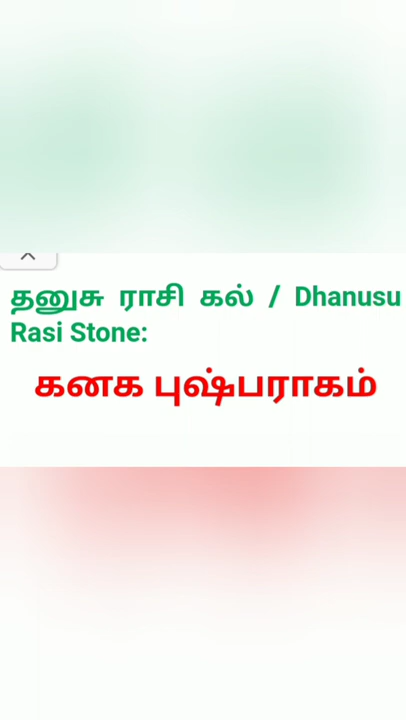 தனுசு ராசி கல் / Dhanusu
Rasi Stone:
கனக புஷ்பராகம்